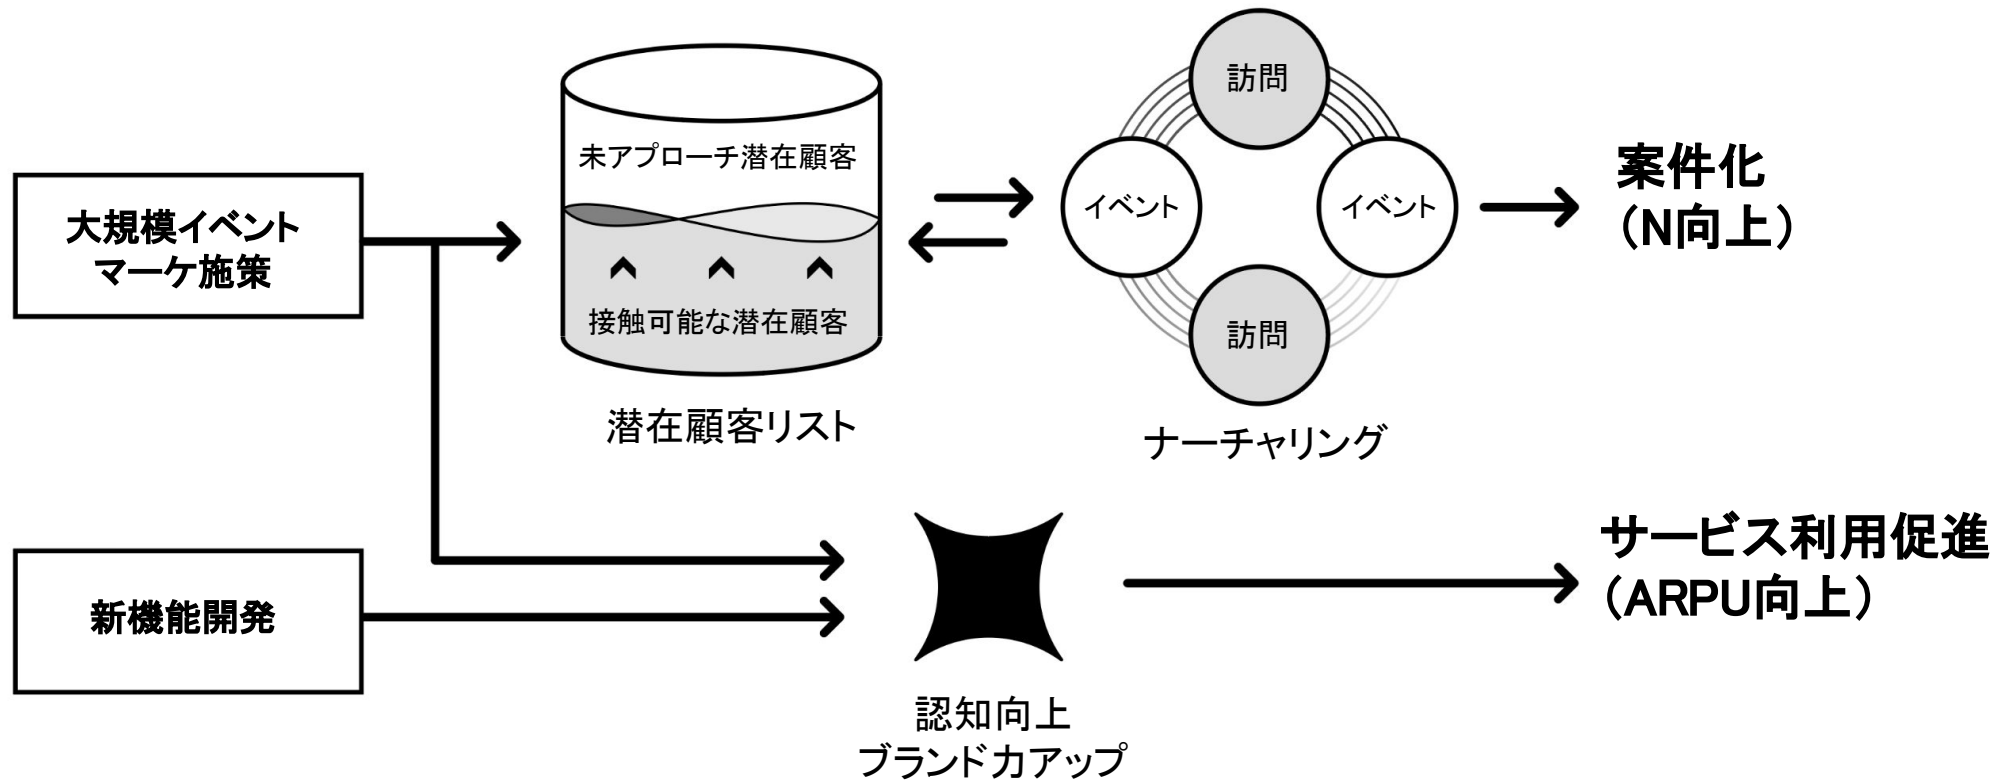 大規模イベント
マーケ施策
未アプローチ潜在顧客
接触可能な潜在顧客
潜在顧客リスト
訪問
イベント
イベント
訪問
ナーチャリング
案件化
（N向上）
新機能開発
認知向上
ブランド力アップ
サービス利用促進
（ARPU向上）